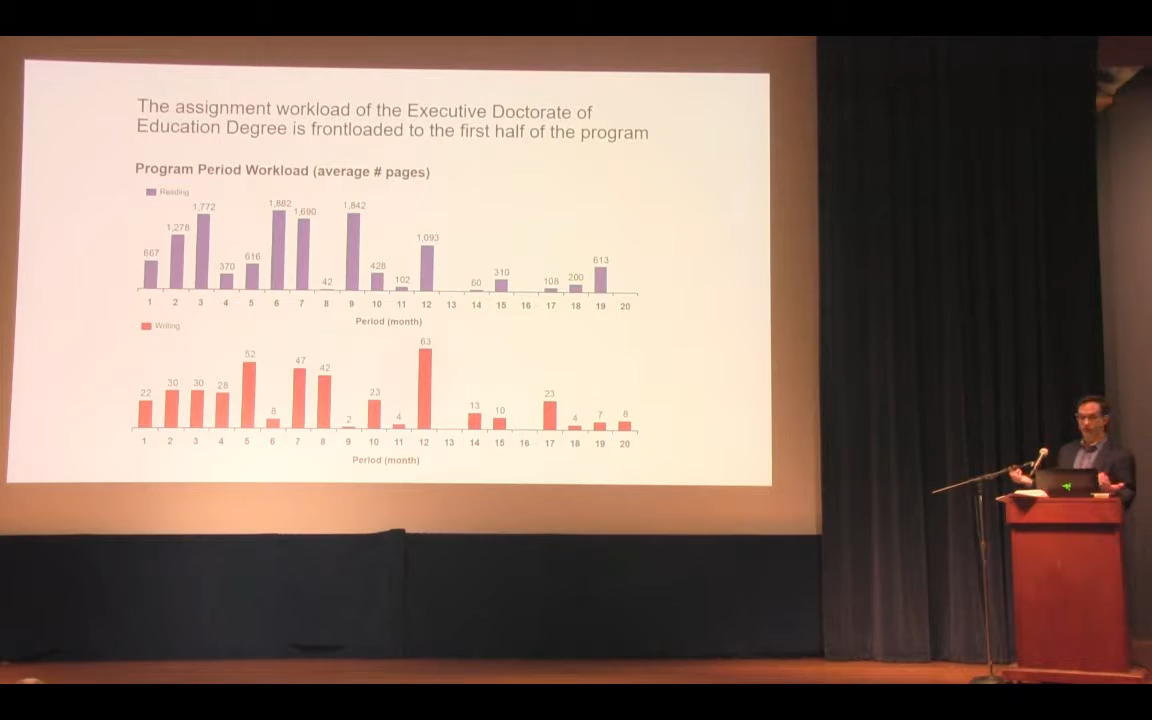 The assignment workload of the Executive Doctorate of
Education Degree is frontloaded to the first half of the program
Program Period Workload (average # pages)
Reading
667 1,278 1,772 370 616 1,882 1,690 42 1,842 428 102 1,093 60 310 108 200 613
1 2 3 4 5 6 7 8 9 10 11 12 13 14 15 16 17 18 19 20
Period (month)
Writing
22 30 30 28 52 8 47 42 2 23 4 63 13 10 23 4 7 8
1 2 3 4 5 6 7 8 9 10 11 12 13 14 15 16 17 18 19 20
Period (month)